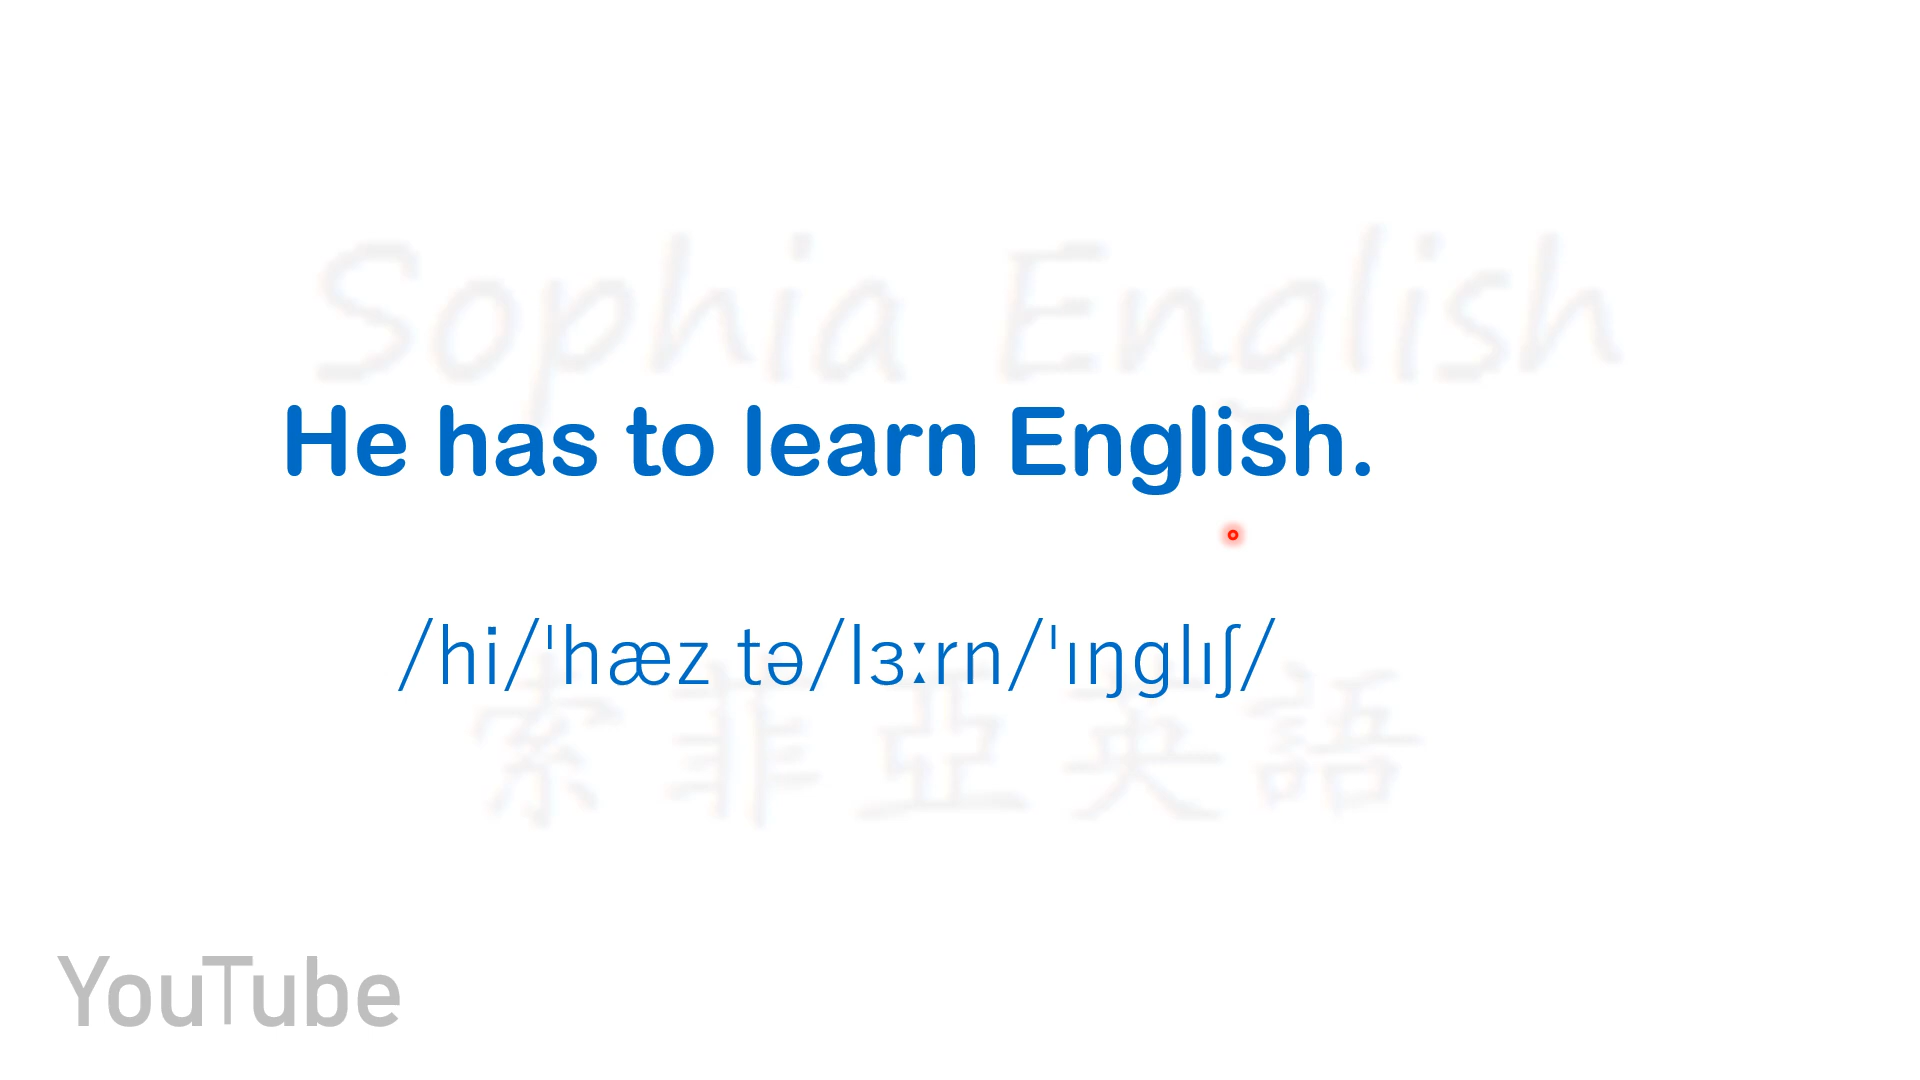 Sophia English
He has to learn English.
/hi/ˈhæz tə/lɜːrn/ˈɪŋglɪʃ/
索菲亞英語
YouTube